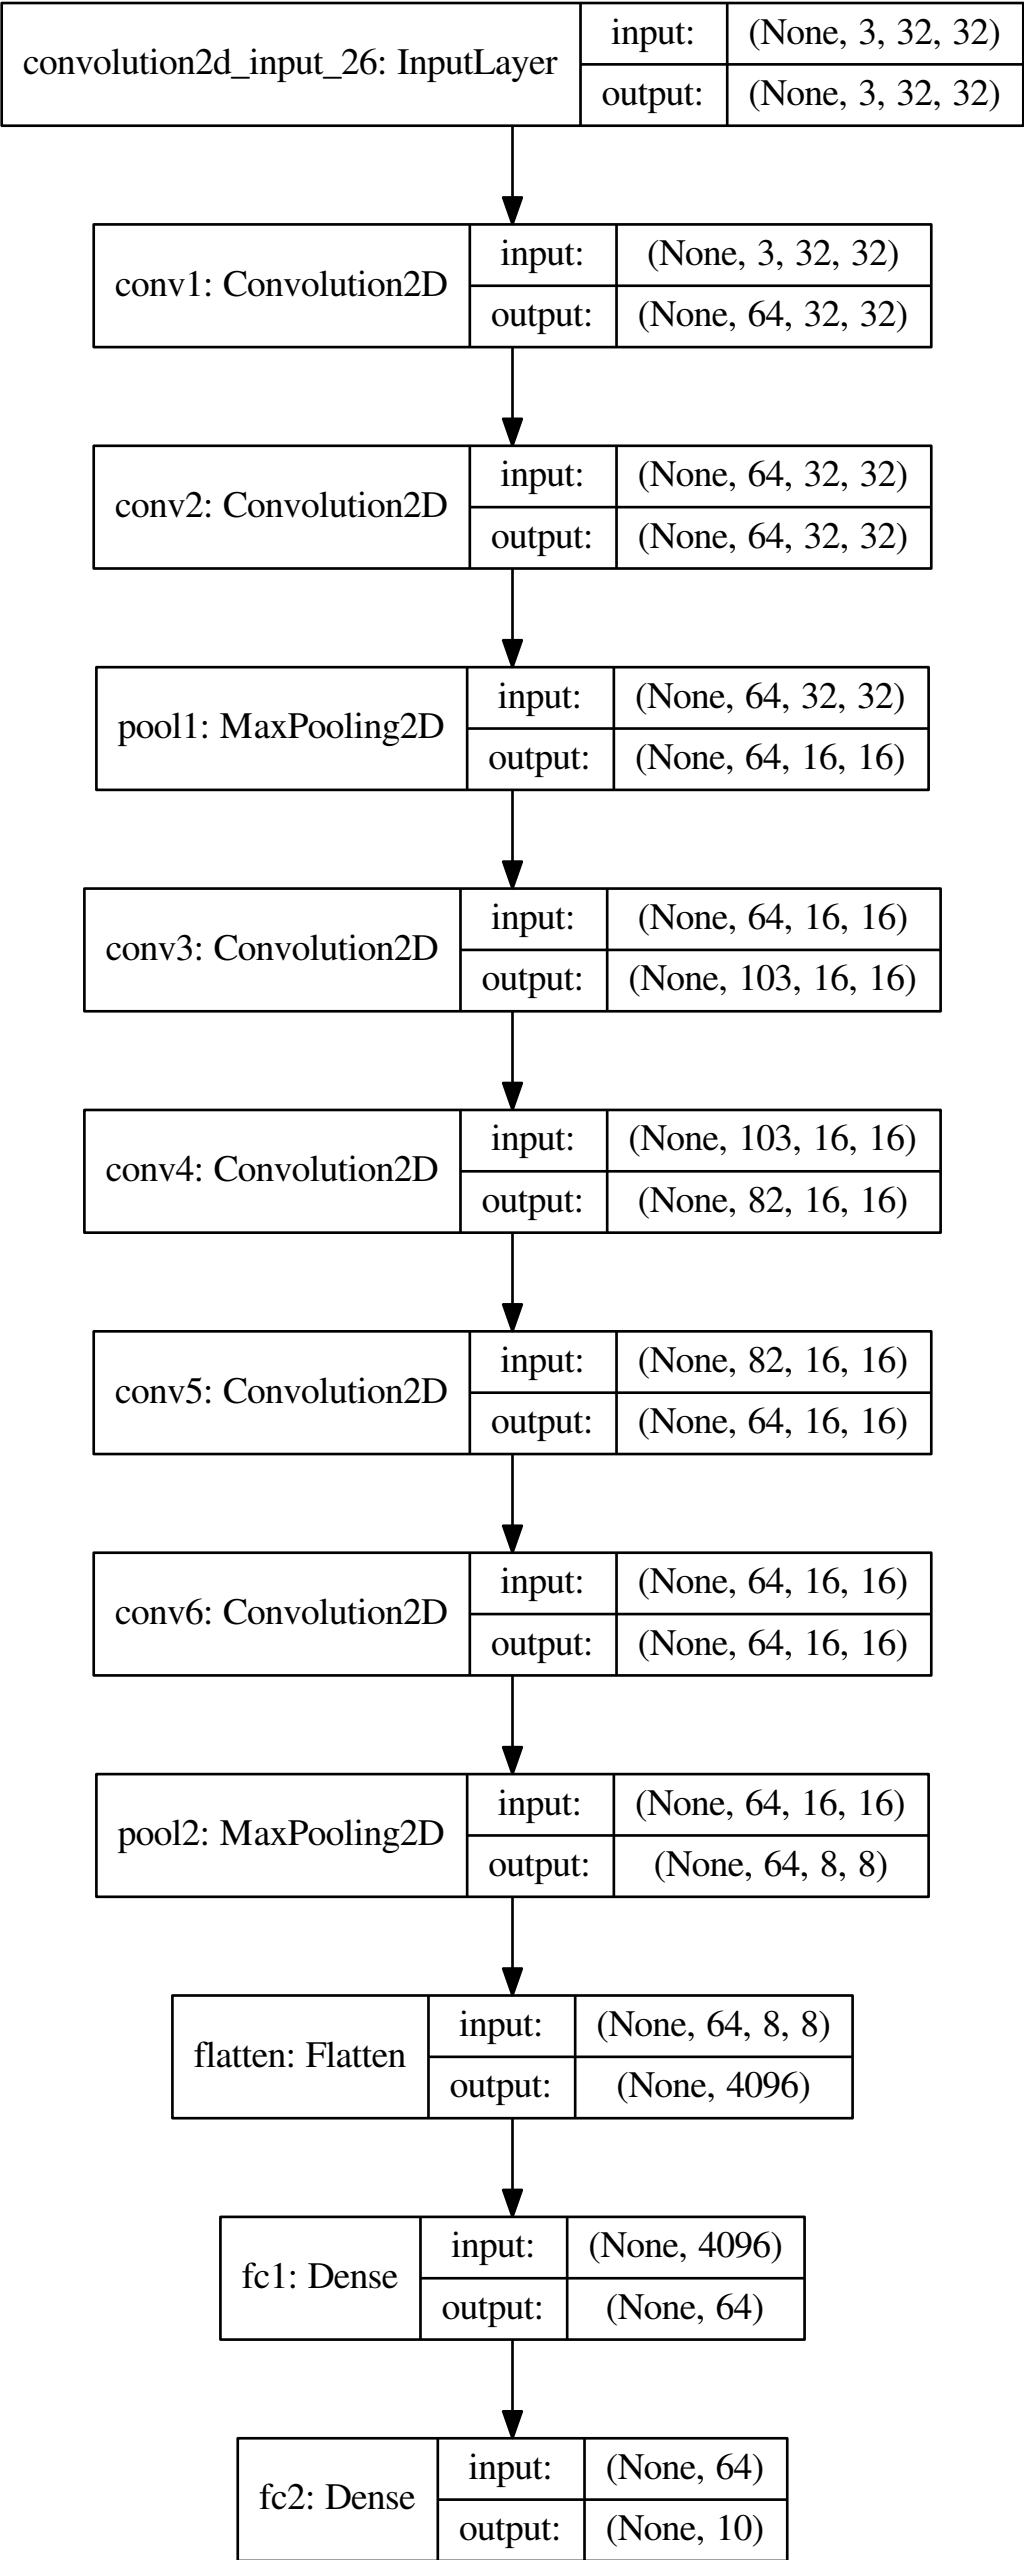 convolution2d_input_26: InputLayer
input: (None, 3, 32, 32)
output: (None, 3, 32, 32)
conv1: Convolution2D
input: (None, 3, 32, 32)
output: (None, 64, 32, 32)
conv2: Convolution2D
input: (None, 64, 32, 32)
output: (None, 64, 32, 32)
pool1: MaxPooling2D
input: (None, 64, 32, 32)
output: (None, 64, 16, 16)
conv3: Convolution2D
input: (None, 64, 16, 16)
output: (None, 103, 16, 16)
conv4: Convolution2D
input: (None, 103, 16, 16)
output: (None, 82, 16, 16)
conv5: Convolution2D
input: (None, 82, 16, 16)
output: (None, 64, 16, 16)
conv6: Convolution2D
input: (None, 64, 16, 16)
output: (None, 64, 16, 16)
pool2: MaxPooling2D
input: (None, 64, 16, 16)
output: (None, 64, 8, 8)
flatten: Flatten
input: (None, 64, 8, 8)
output: (None, 4096)
fc1: Dense
input: (None, 4096)
output: (None, 64)
fc2: Dense
input: (None, 64)
output: (None, 10)